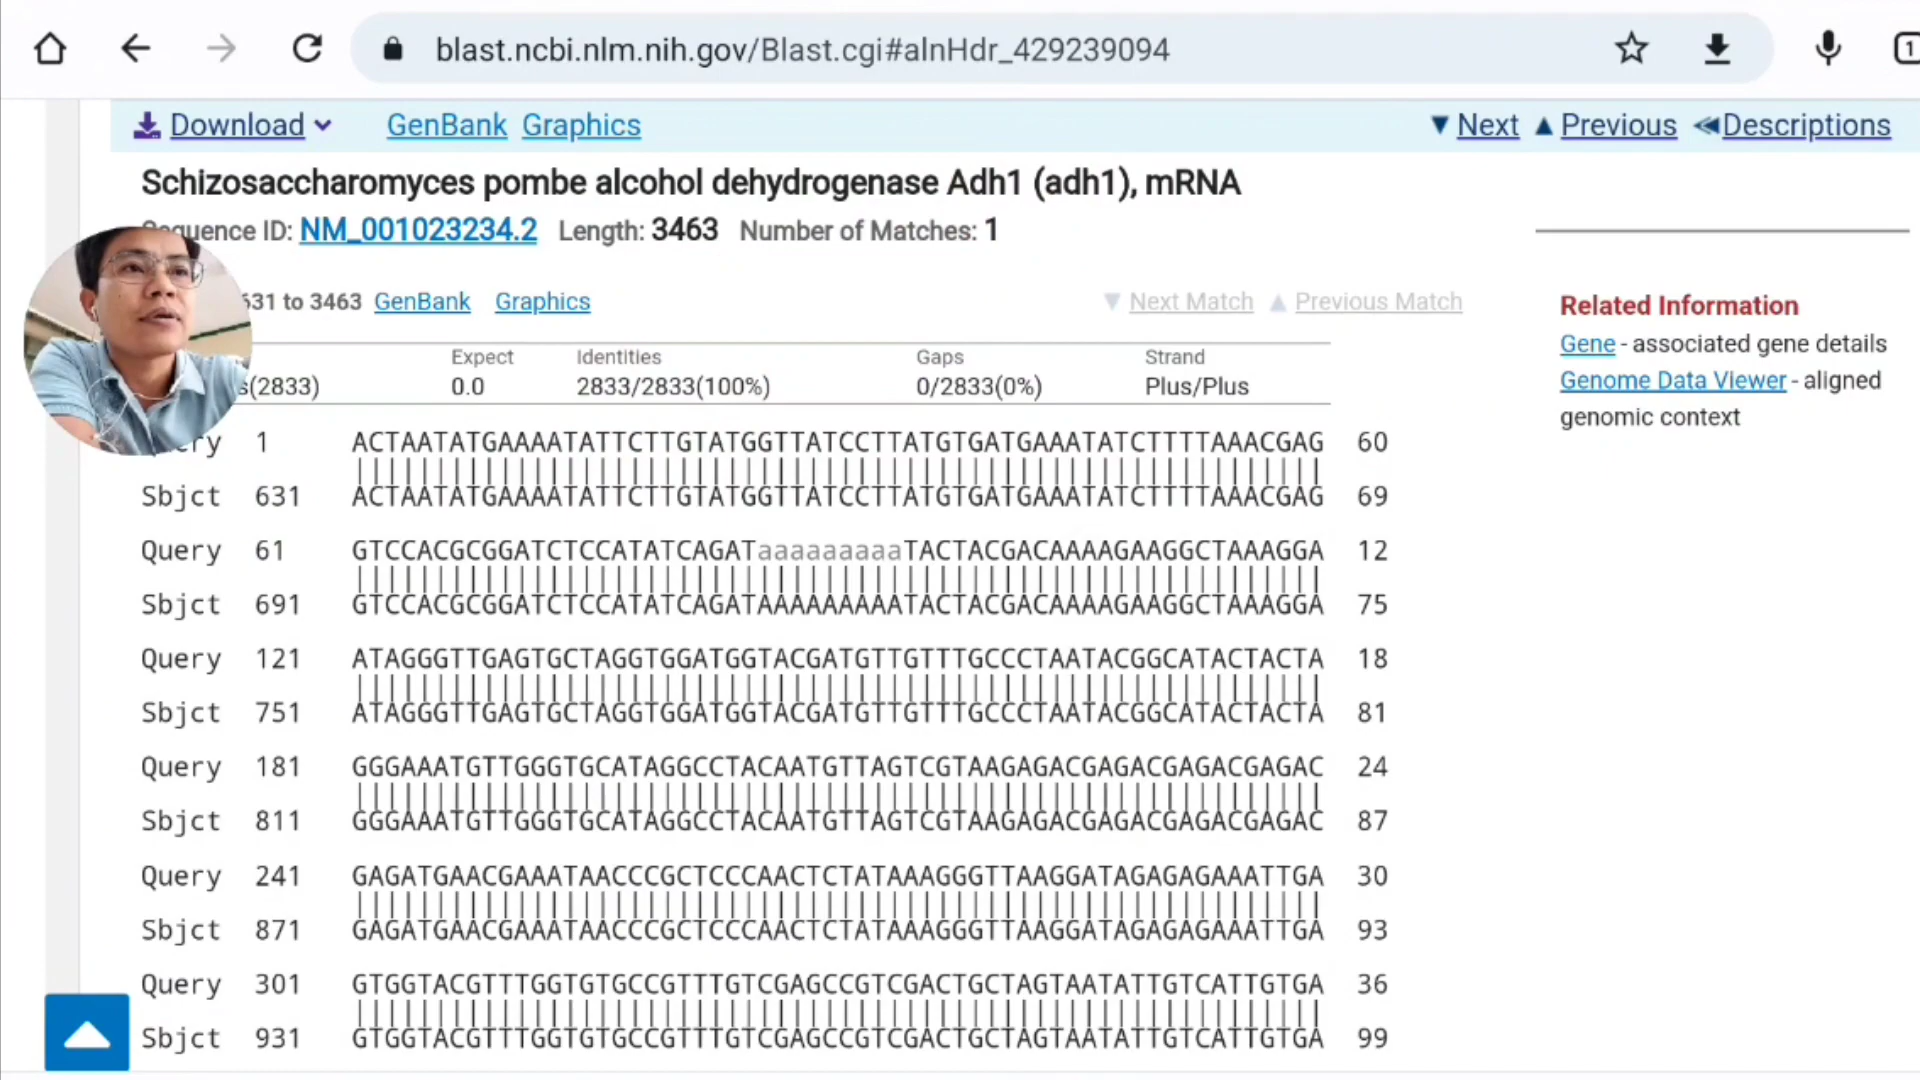 blast.ncbi.nlm.nih.gov/Blast.cgi#alnHdr_429239094
1
Download GenBank Graphics Next Previous Descriptions
Schizosaccharomyces pombe alcohol dehydrogenase Adh1 (adh1), mRNA
ID: NM_001023234.2 Length: 3463 Number of Matches: 1
631 to 3463 GenBank Graphics Next Match Previous Match
Related Information
Gene - associated gene details
Genome Data Viewer - aligned
genomic context
Expect Identities Gaps Strand
s(2833) 0.0 2833/2833(100%) 0/2833(0%) Plus/Plus
1 ACTAATATGAAAATATTCTTGTATGGTTATCCTTATGTGATGAAATATCTTTTAAACGAG 60
Sbjct 631 ACTAATATGAAAATATTCTTGTATGGTTATCCTTATGTGATGAAATATCTTTTAAACGAG 69
Query 61 GTCCACGCGGATCTCCATATCAGATaaaaaaaaaTACTACGACAAAAGAAGGCTAAAGGA 12
Sbjct 691 GTCCACGCGGATCTCCATATCAGATAAAAAAAAATACTACGACAAAAGAAGGCTAAAGGA 75
Query 121 ATAGGGTTGAGTGCTAGGTGGATGGTACGATGTTGTTTGCCCTAATACGGCATACTACTA 18
Sbjct 751 ATAGGGTTGAGTGCTAGGTGGATGGTACGATGTTGTTTGCCCTAATACGGCATACTACTA 81
Query 181 GGGAAATGTTGGGTGCATAGGCCTACAATGTTAGTCGTAAGAGACGAGACGAGACGAGAC 24
Sbjct 811 GGGAAATGTTGGGTGCATAGGCCTACAATGTTAGTCGTAAGAGACGAGACGAGACGAGAC 87
Query 241 GAGATGAACGAAATAACCCGCTCCCAACTCTATAAAGGGTTAAGGATAGAGAGAAATTGA 30
Sbjct 871 GAGATGAACGAAATAACCCGCTCCCAACTCTATAAAGGGTTAAGGATAGAGAGAAATTGA 93
Query 301 GTGGTACGTTTGGTGTGCCGTTTGTCGAGCCGTCGACTGCTAGTAATATTGTCATTGTGA 36
Sbjct 931 GTGGTACGTTTGGTGTGCCGTTTGTCGAGCCGTCGACTGCTAGTAATATTGTCATTGTGA 99